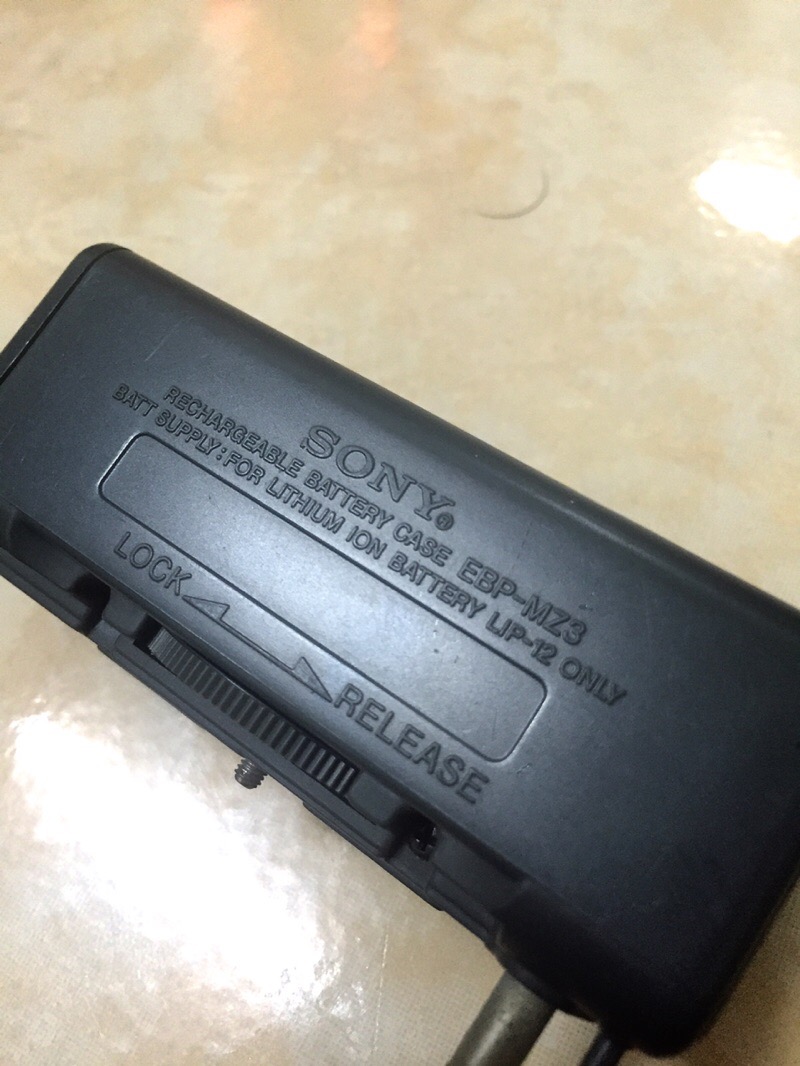 SONY®
RECHARGEABLE BATTERY CASE EBP-MZ3
BATT SUPPLY: FOR LITHIUM ION BATTERY LIP-12 ONLY
LOCK
RELEASE